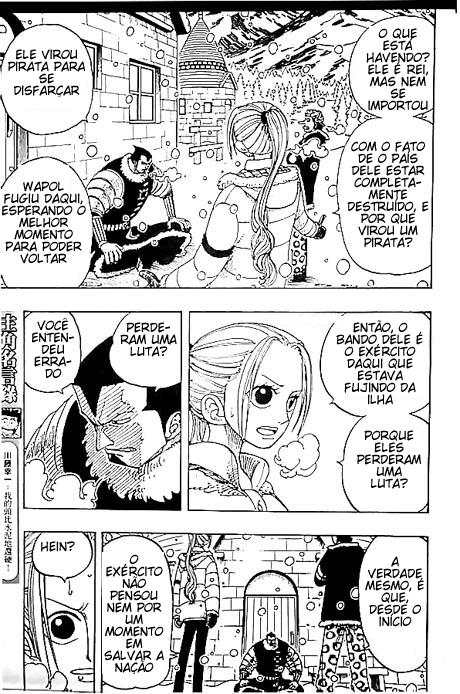 O QUE
ESTÁ
HAVENDO?
ELE É REI,
MAS NEM
SE
IMPORTOU
COM O FATO
DE O PAÍS
DELE ESTAR
COMPLETA-
MENTE
DESTRUÍDO, E
POR QUE
VIROU UM
PIRATA?
ELE VIROU
PIRATA PARA
SE
DISFARÇAR
WAPOL
FUGIU DAQUI,
ESPERANDO O
MELHOR
MOMENTO
PARA PODER
VOLTAR
ENTÃO, O
BANDO DELE É
O EXÉRCITO
DAQUI QUE
ESTAVA
FUJINDO DA
ILHA
PORQUE
ELES
PERDERAM
UMA
LUTA?
PERDE-
RAM UMA
LUTA?
VOCÊ
ENTEN-
DEU
ERRA-
DO
A
VERDADE
MESMO, É
QUE,
DESDE O
INÍCIO
O
EXÉRCITO
NÃO
PENSOU
NEM POR
UM
MOMENTO
EM
SALVAR A
NAÇÃO
HEIN?